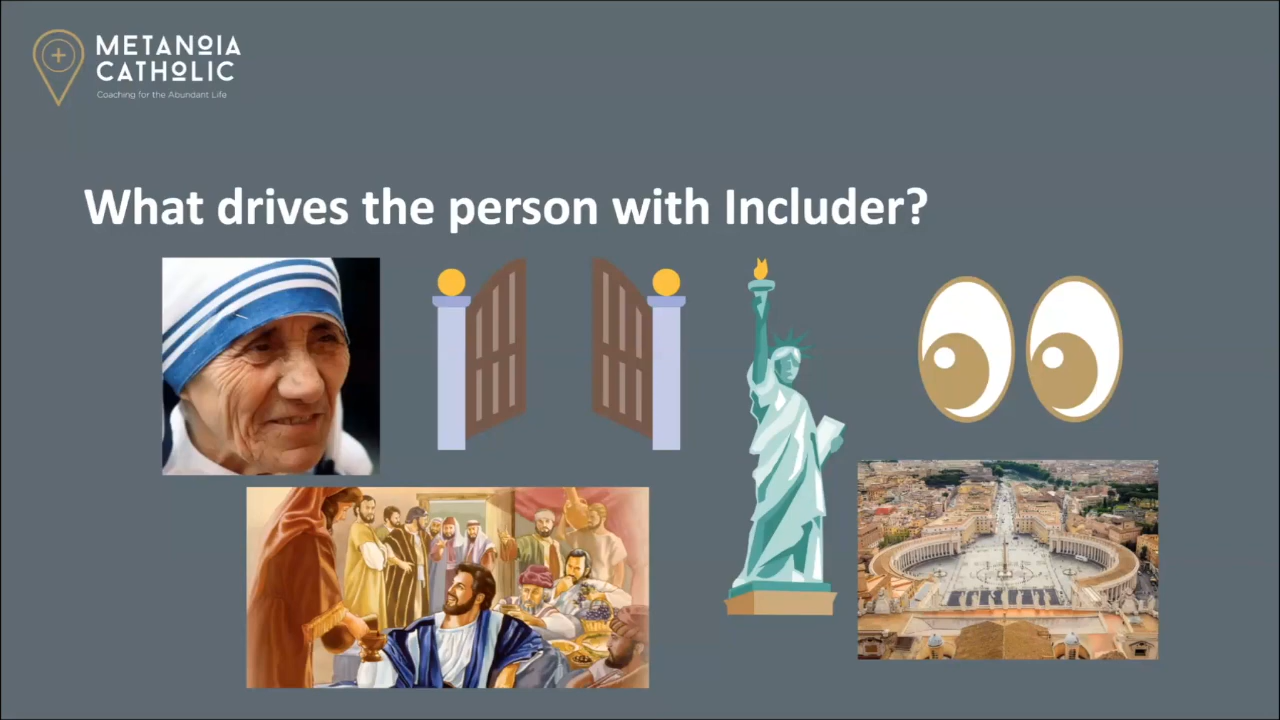 METANOIA
CATHOLIC
Coaching for the Abundant Life
What drives the person with Includer?